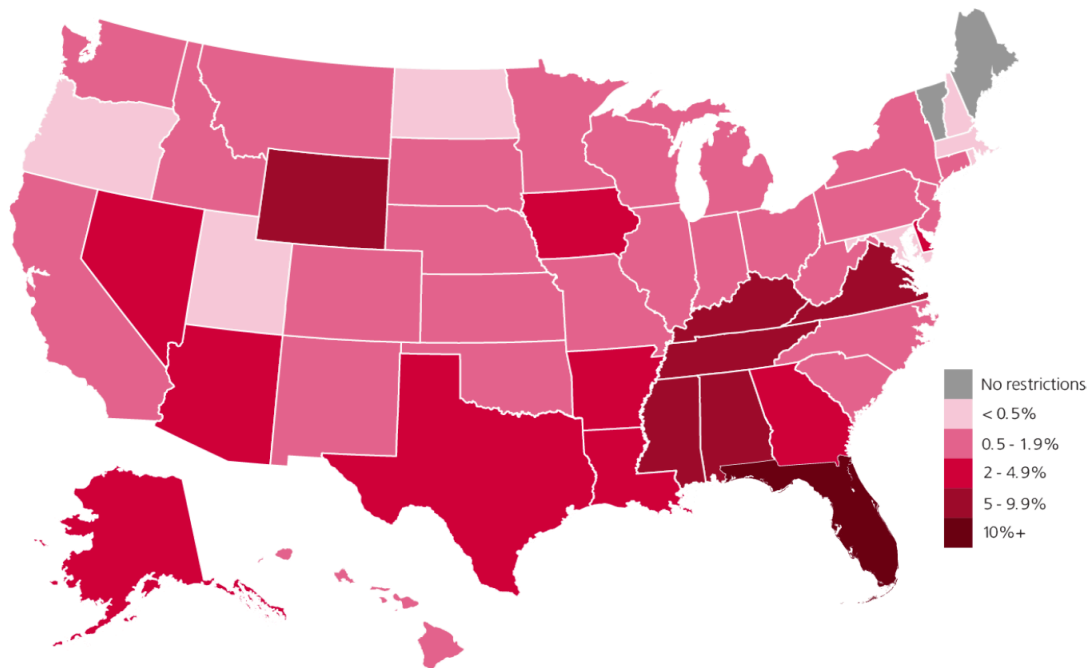 No restrictions
< 0.5%
0.5 - 1.9%
2 - 4.9%
5 - 9.9%
10%+